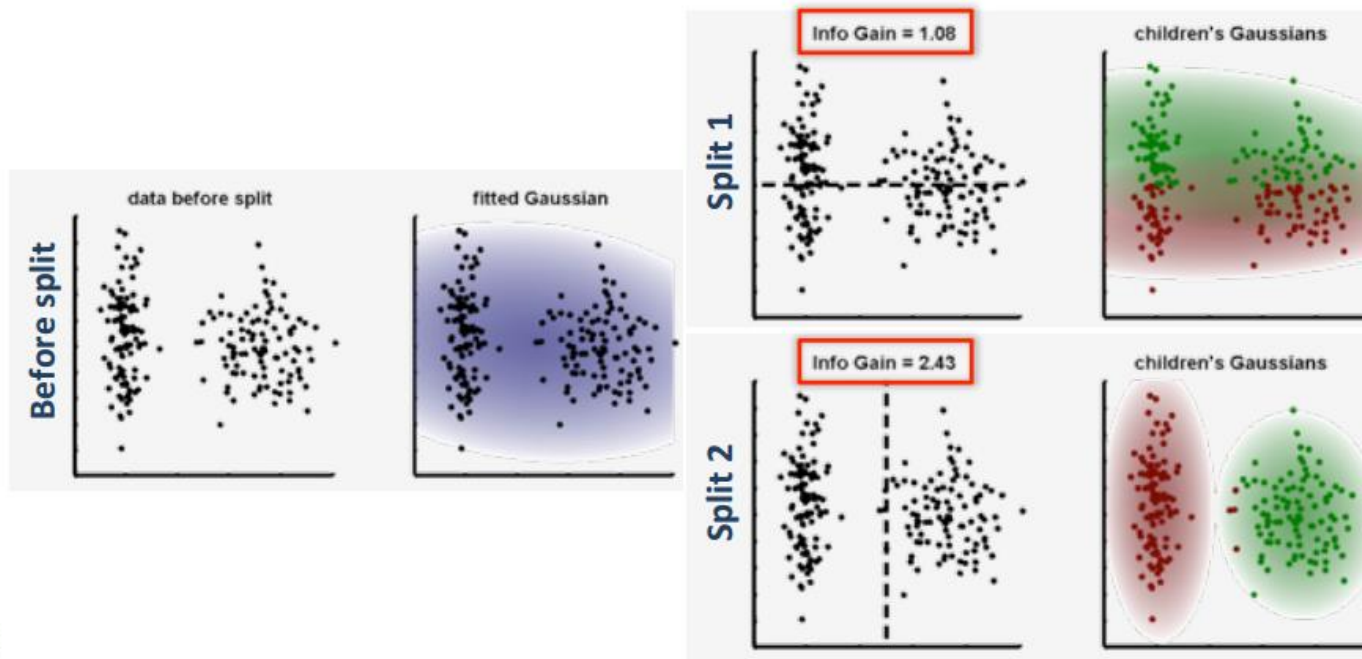 Before split
data before split
fitted Gaussian
Split 1
Info Gain = 1.08
children's Gaussians
Split 2
Info Gain = 2.43
children's Gaussians